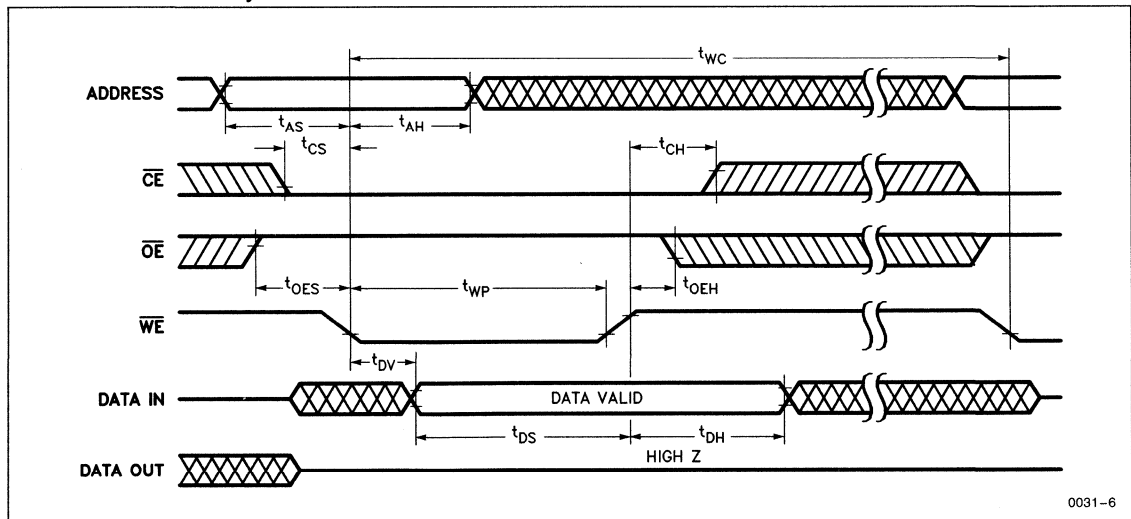 tWC
ADDRESS
tAS
tAH
tCS
tCH
CE
OE
tOES
tWP
tOEH
WE
tDV
DATA IN
DATA VALID
tDS
tDH
DATA OUT
HIGH Z
0031–6